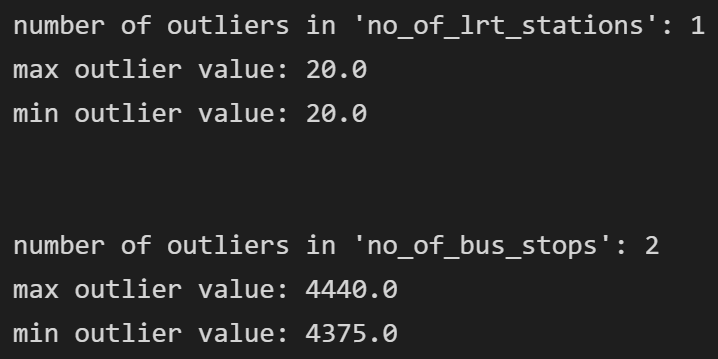 number of outliers in 'no_of_lrt_stations': 1
max outlier value: 20.0
min outlier value: 20.0
number of outliers in 'no_of_bus_stops': 2
max outlier value: 4440.0
min outlier value: 4375.0